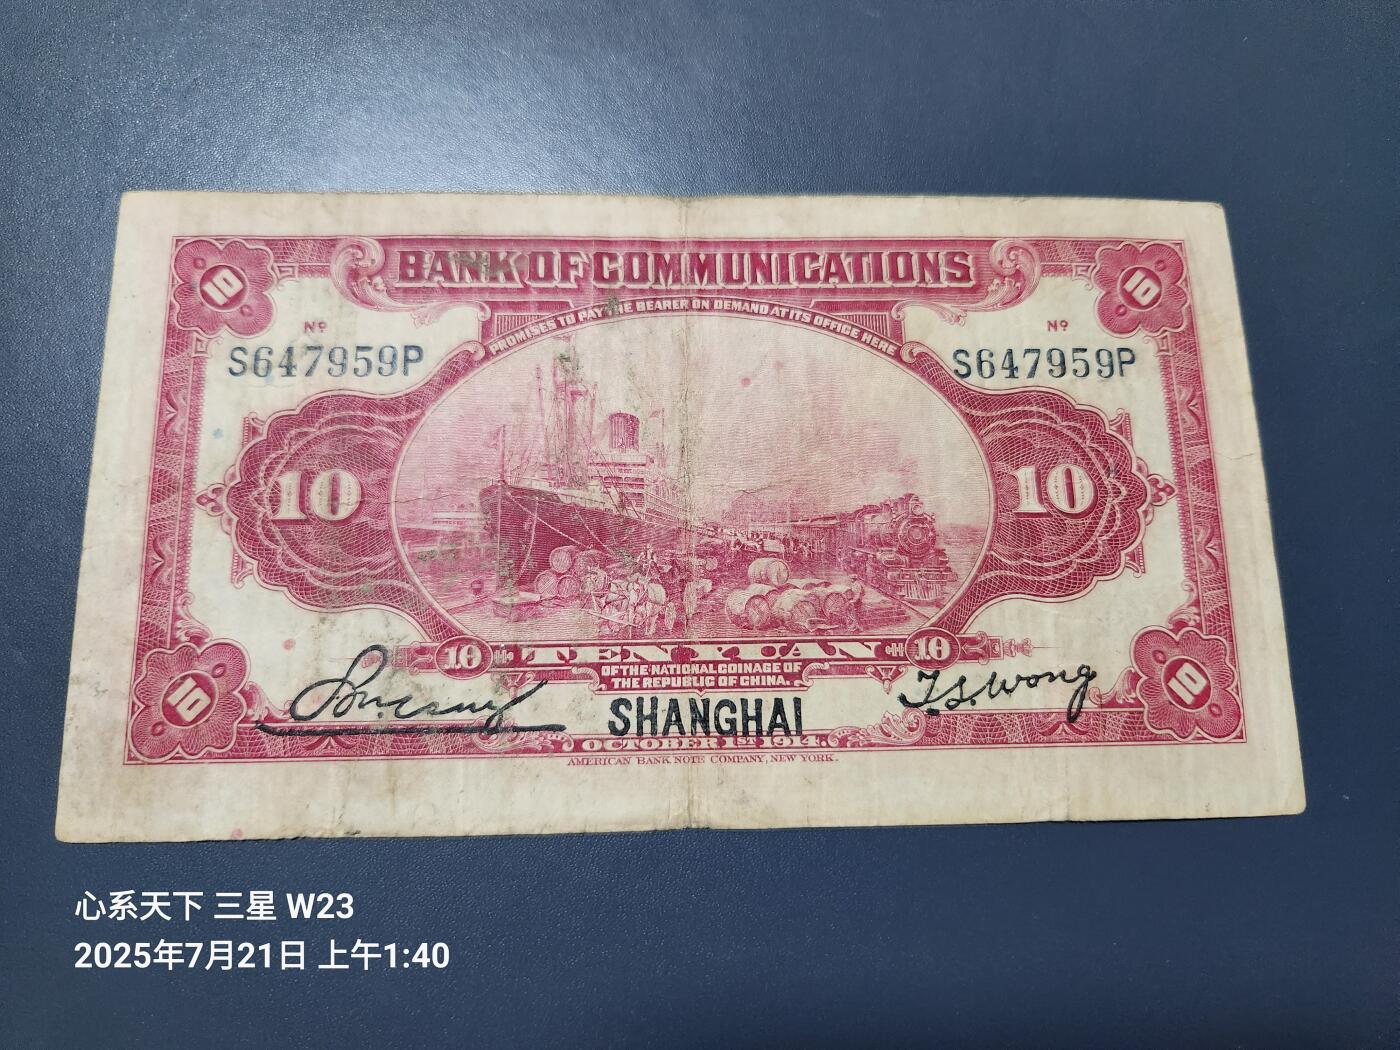 10 BANK OF COMMUNICATIONS 10
PROMISES TO PAY THE BEARER ON DEMAND AT ITS OFFICE HERE
Nº Nº
S647959P S647959P
10 10
10 TEN YUAN 10
OF THE NATIONAL COINAGE OF
THE REPUBLIC OF CHINA.
10 T.S. Wong 10
SHANGHAI
OCTOBER 1ST 1914.
AMERICAN BANK NOTE COMPANY, NEW YORK.
心系天下 三星 W23
2025年7月21日 上午1:40